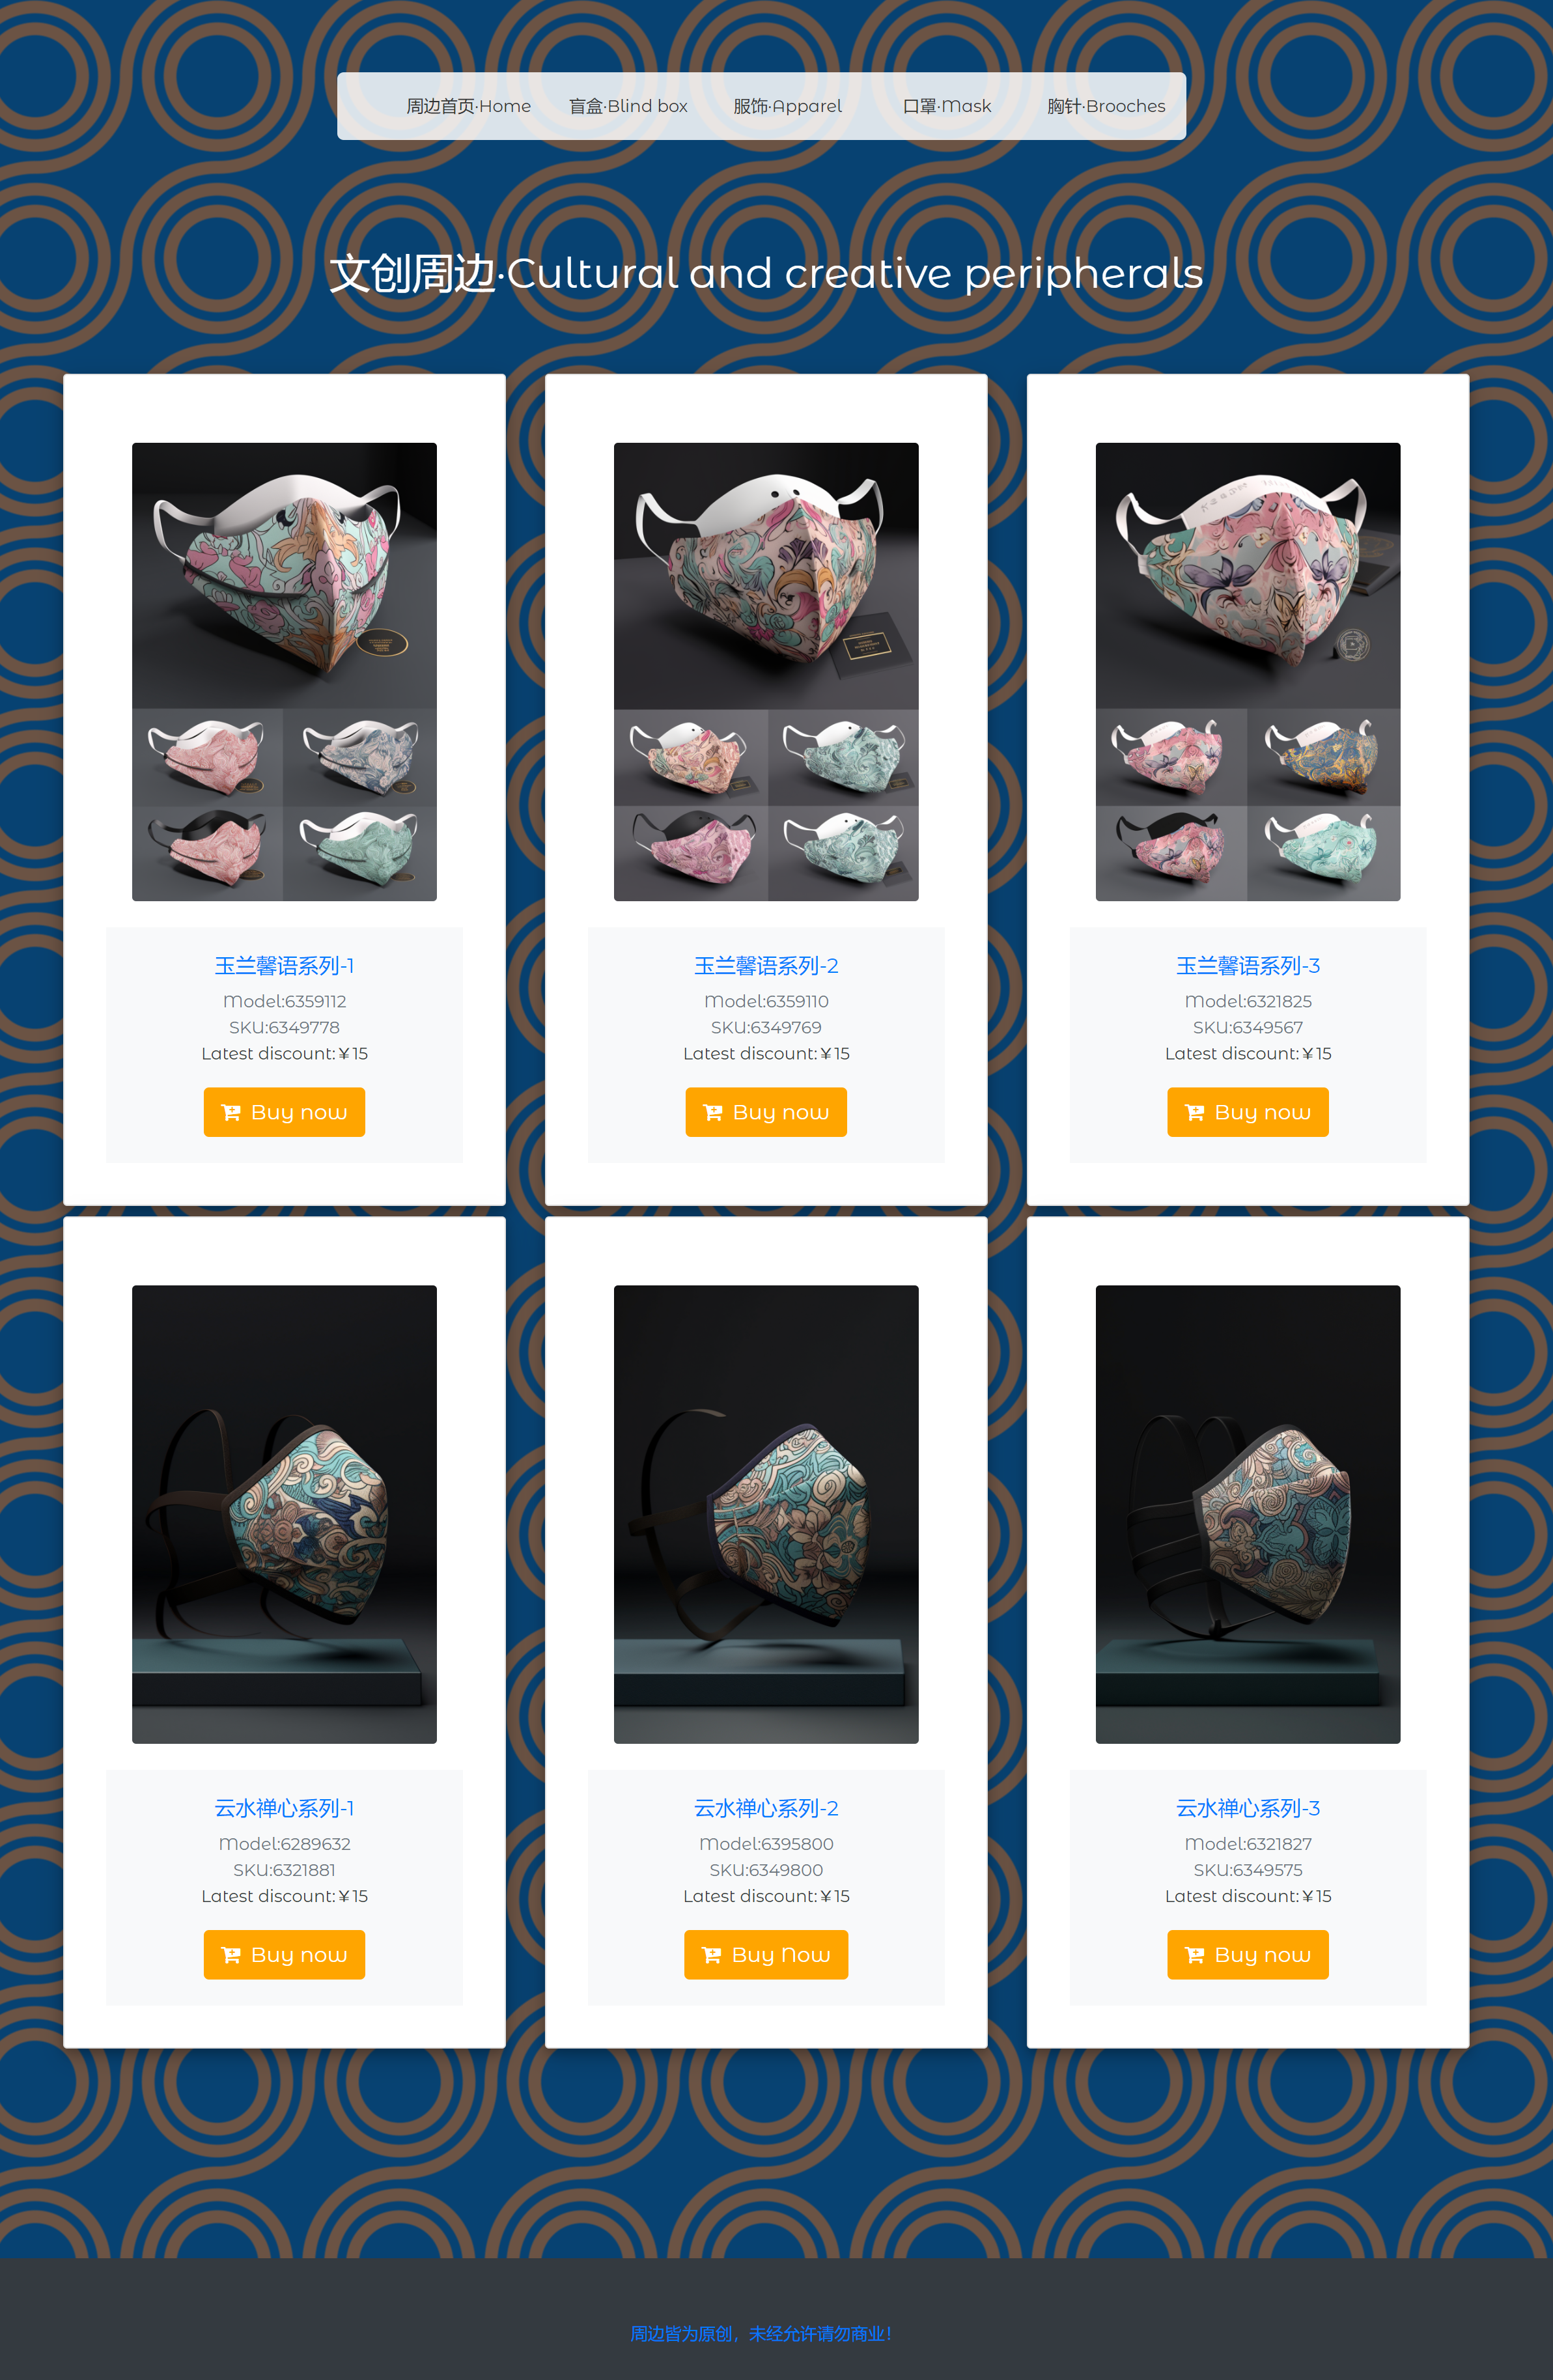 周边首页·Home
盲盒·Blind box
服饰·Apparel
口罩·Mask
胸针·Brooches
文创周边·Cultural and creative peripherals
玉兰馨语系列-1
Model:6359112
SKU:6349778
Latest discount:￥15
Buy now
玉兰馨语系列-2
Model:6359110
SKU:6349769
Latest discount:￥15
Buy now
玉兰馨语系列-3
Model:6321825
SKU:6349567
Latest discount:￥15
Buy now
云水禅心系列-1
Model:6289632
SKU:6321881
Latest discount:￥15
Buy now
云水禅心系列-2
Model:6395800
SKU:6349800
Latest discount:￥15
Buy Now
云水禅心系列-3
Model:6321827
SKU:6349575
Latest discount:￥15
Buy now
周边皆为原创，未经允许请勿商业！